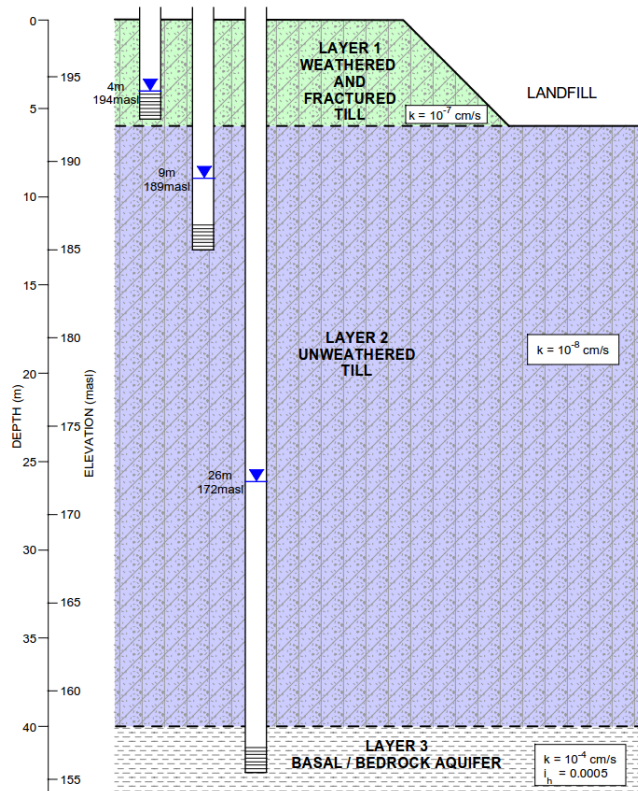 0
5
10
15
20
25
30
35
40
DEPTH (m)
195
190
185
180
175
170
165
160
155
ELEVATION (masl)
4m
194masl
9m
189masl
26m
172masl
LAYER 1
WEATHERED
AND
FRACTURED
TILL
k = 10⁻⁷ cm/s
LANDFILL
LAYER 2
UNWEATHERED
TILL
k = 10⁻⁸ cm/s
LAYER 3
BASAL / BEDROCK AQUIFER
k = 10⁻⁴ cm/s
iₕ = 0.0005